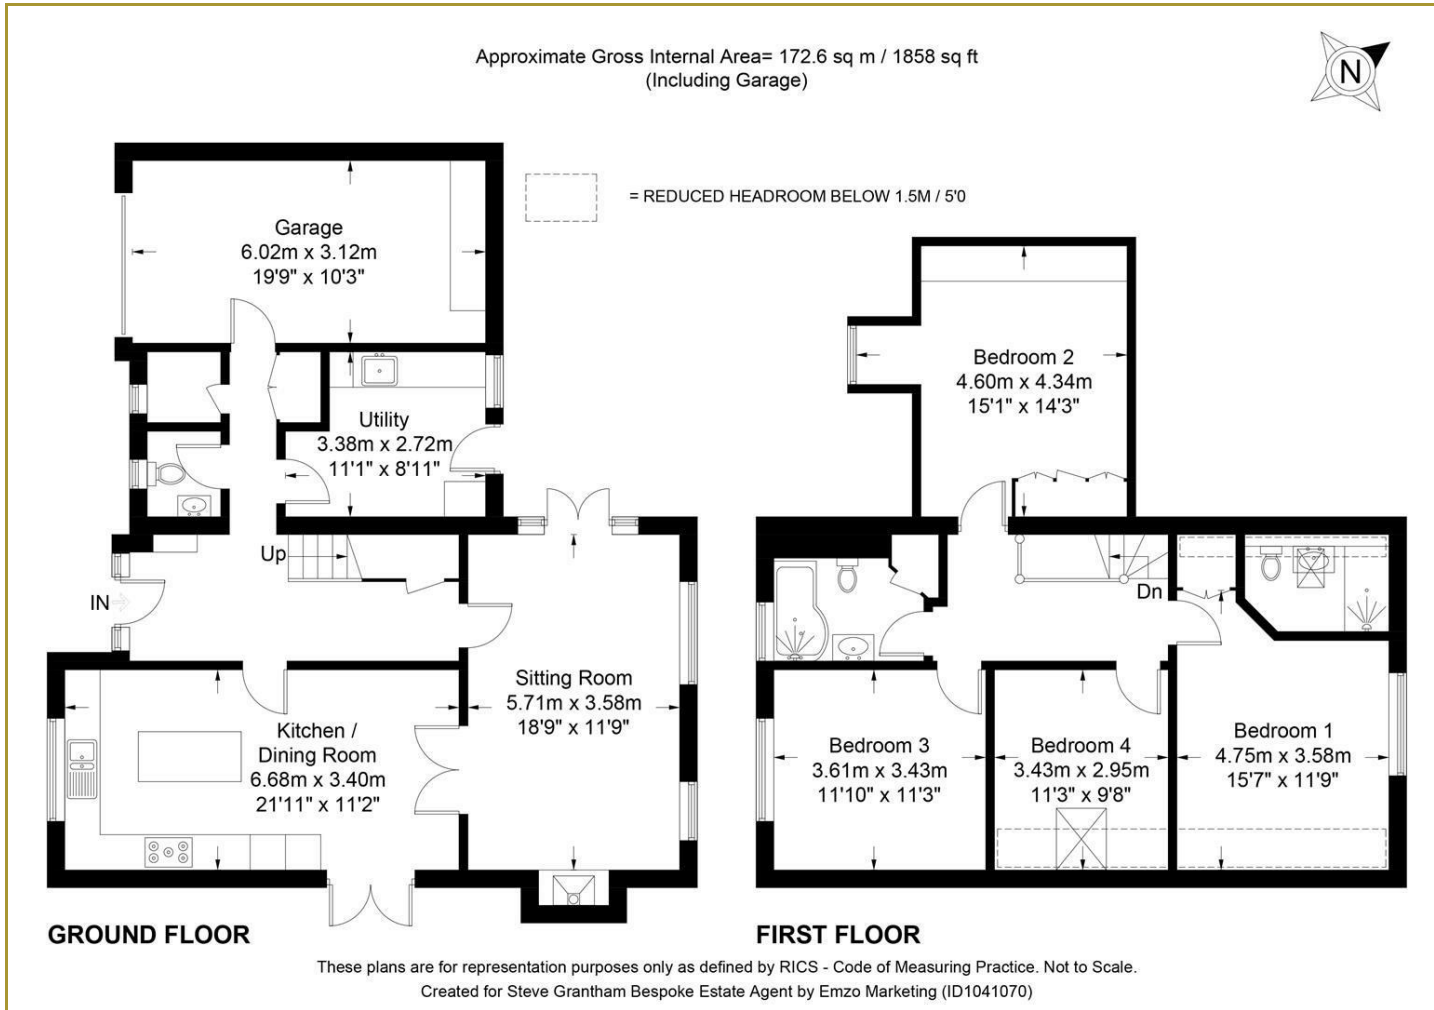 Approximate Gross Internal Area= 172.6 sq m / 1858 sq ft
(Including Garage)
N
= REDUCED HEADROOM BELOW 1.5M / 5'0
Garage
6.02m x 3.12m
19'9" x 10'3"
Utility
3.38m x 2.72m
11'1" x 8'11"
Up
IN
Sitting Room
5.71m x 3.58m
18'9" x 11'9"
Kitchen /
Dining Room
6.68m x 3.40m
21'11" x 11'2"
Bedroom 2
4.60m x 4.34m
15'1" x 14'3"
Dn
Bedroom 3
3.61m x 3.43m
11'10" x 11'3"
Bedroom 4
3.43m x 2.95m
11'3" x 9'8"
Bedroom 1
4.75m x 3.58m
15'7" x 11'9"
GROUND FLOOR
FIRST FLOOR
These plans are for representation purposes only as defined by RICS - Code of Measuring Practice. Not to Scale.
Created for Steve Grantham Bespoke Estate Agent by Emzo Marketing (ID1041070)